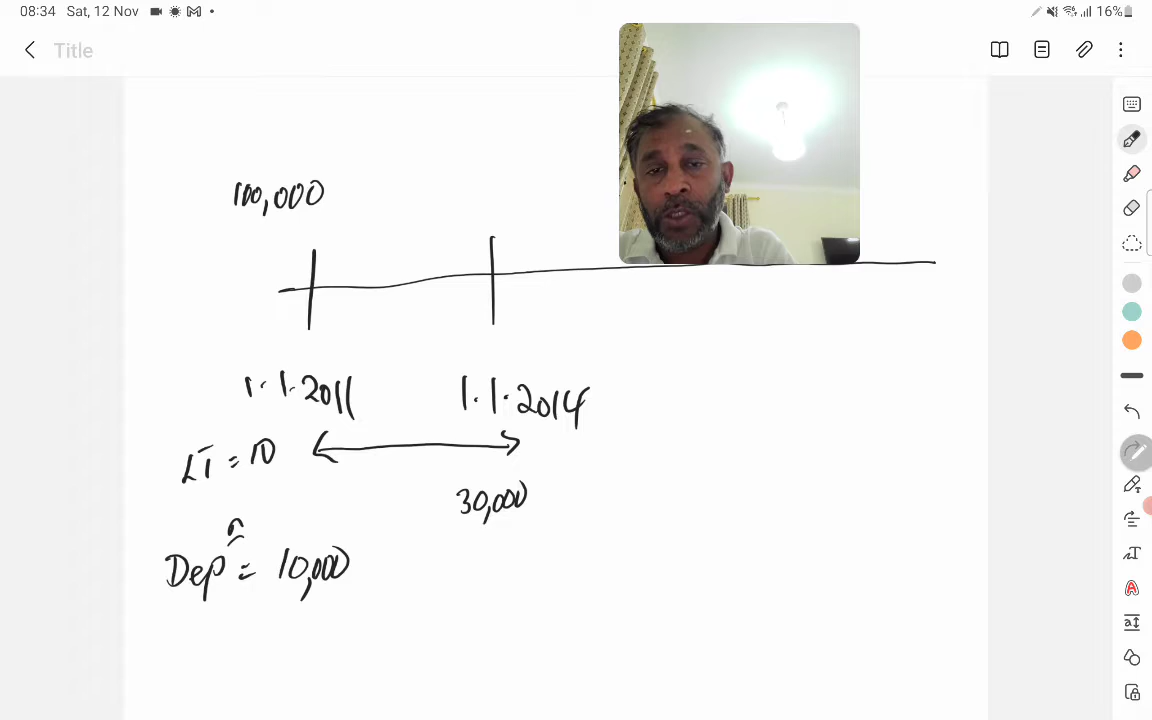 08:34 Sat, 12 Nov
16%
Title
100,000
1.1.2011 1.1.2014
LT = 10
30,000
Depⁿ = 10,000